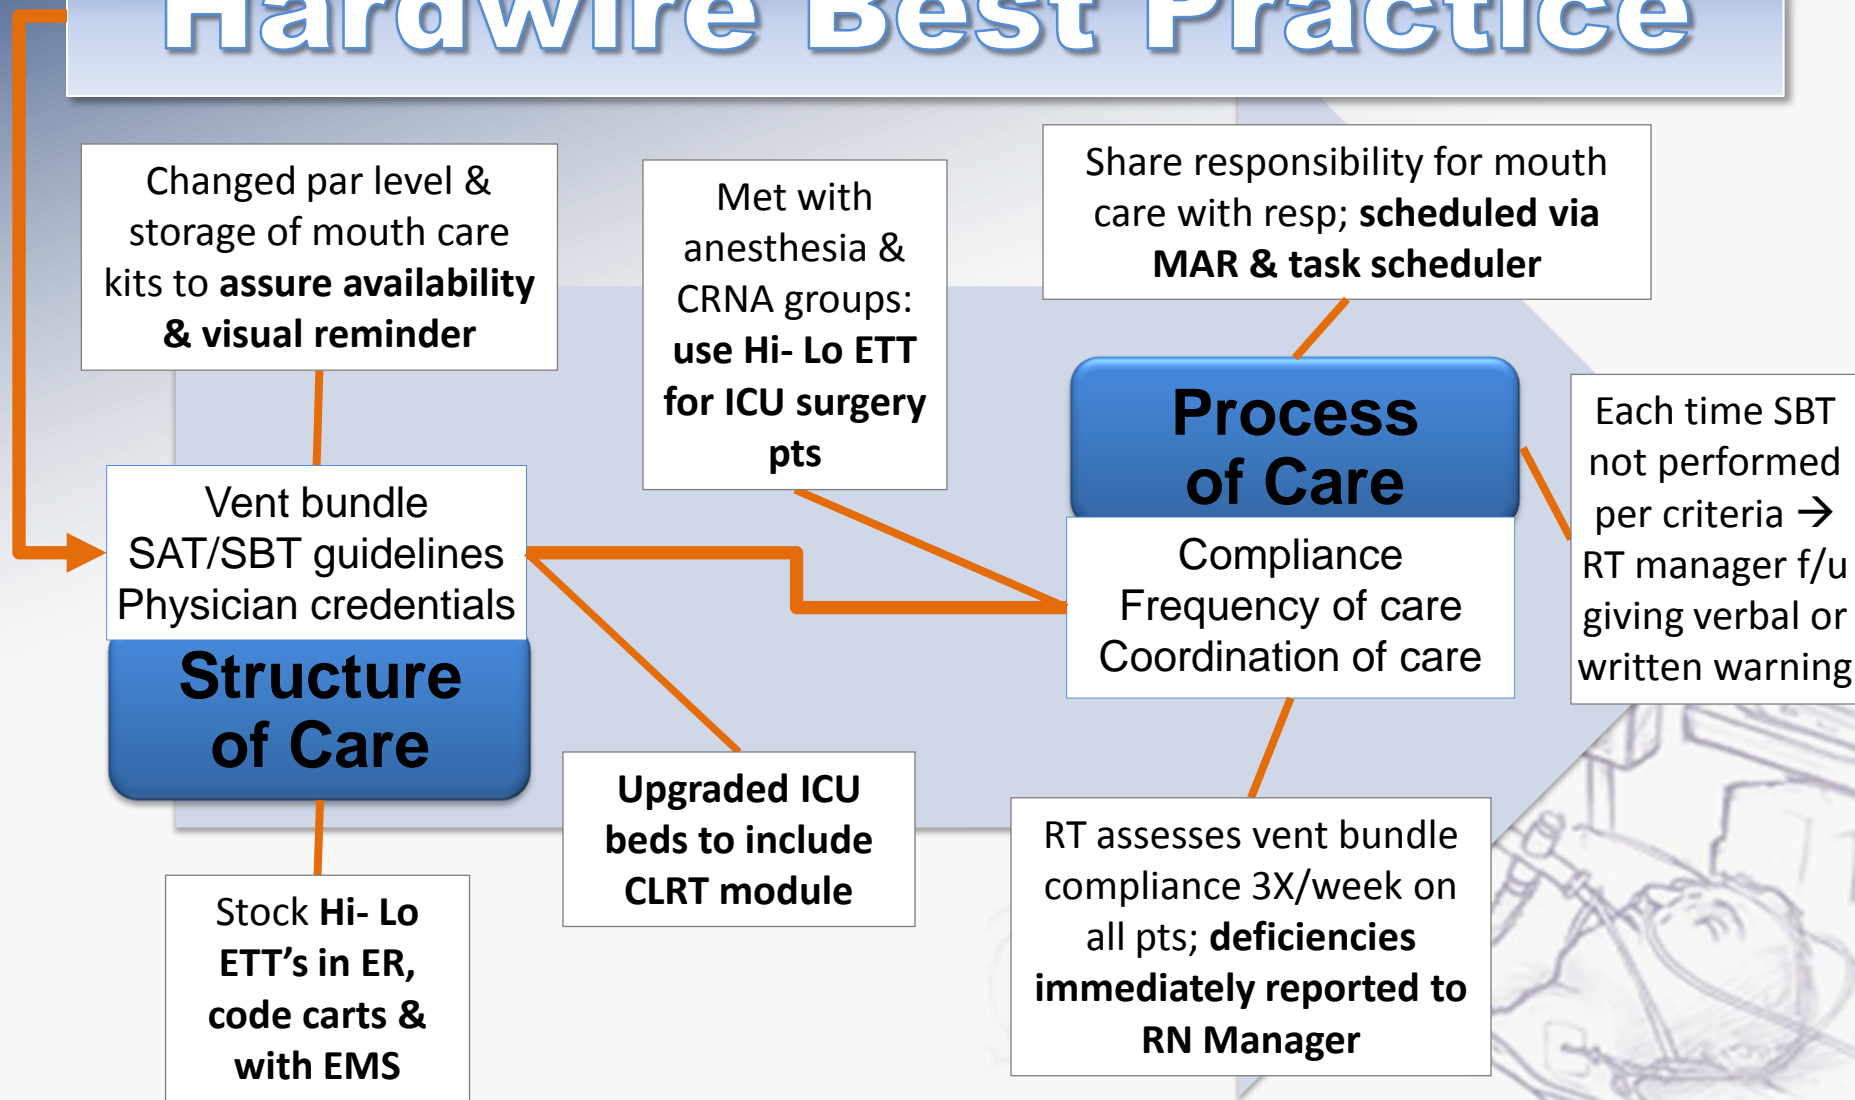 Hardwire Best Practice
Changed par level &
storage of mouth care
kits to assure availability
& visual reminder
Met with
anesthesia &
CRNA groups:
use Hi- Lo ETT
for ICU surgery
pts
Share responsibility for mouth
care with resp; scheduled via
MAR & task scheduler
Vent bundle
SAT/SBT guidelines
Physician credentials
Structure
of Care
Process
of Care
Compliance
Frequency of care
Coordination of care
Each time SBT
not performed
per criteria →
RT manager f/u
giving verbal or
written warning
Stock Hi- Lo
ETT’s in ER,
code carts &
with EMS
Upgraded ICU
beds to include
CLRT module
RT assesses vent bundle
compliance 3X/week on
all pts; deficiencies
immediately reported to
RN Manager